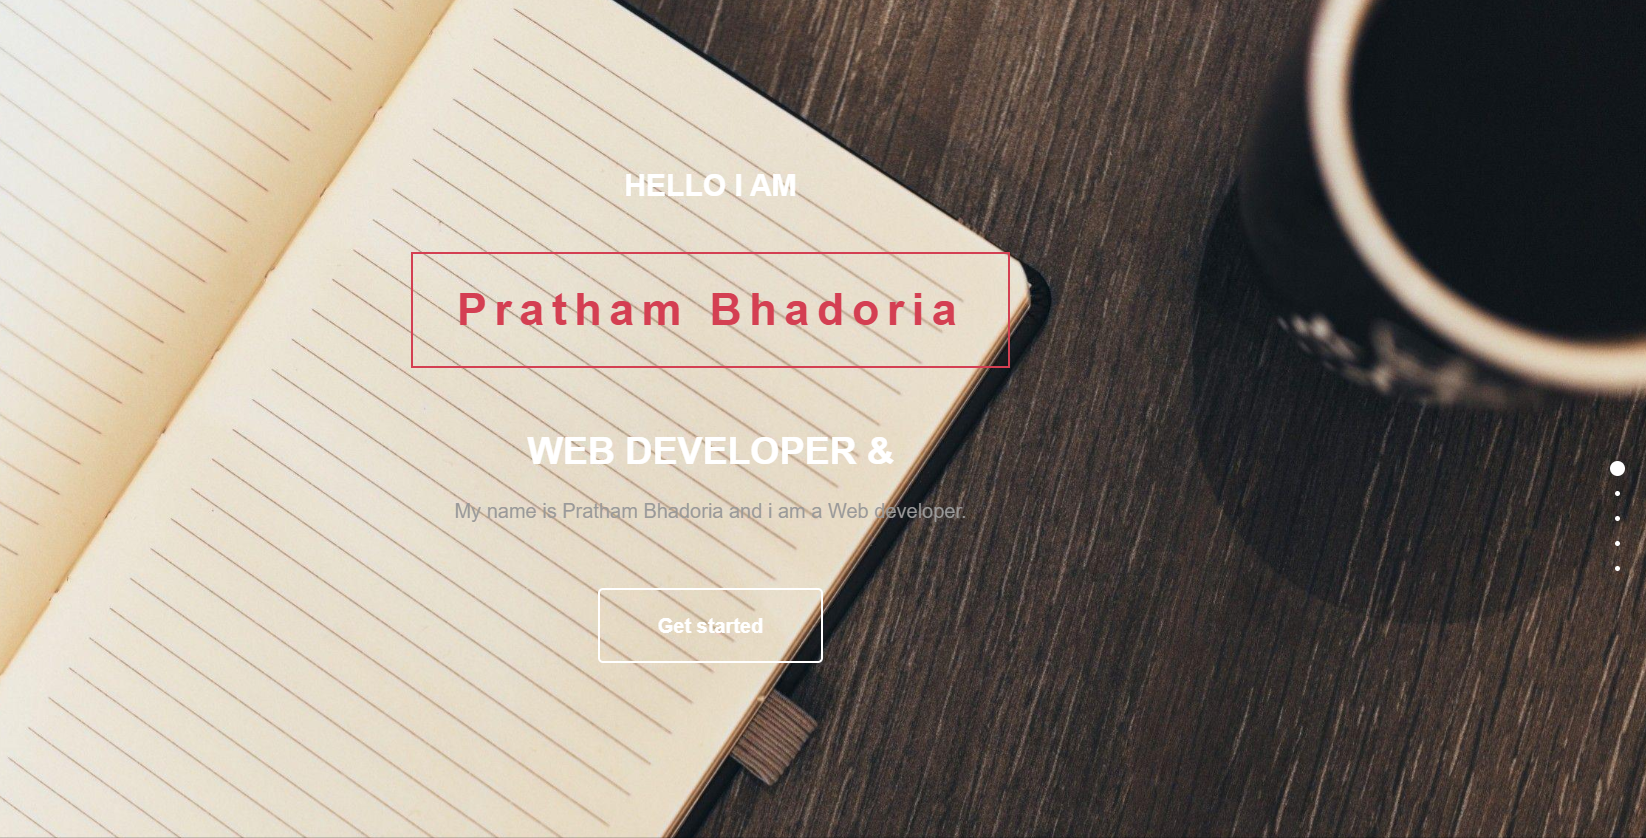 HELLO I AM
Pratham Bhadoria
WEB DEVELOPER &
My name is Pratham Bhadoria and i am a Web developer.
Get started